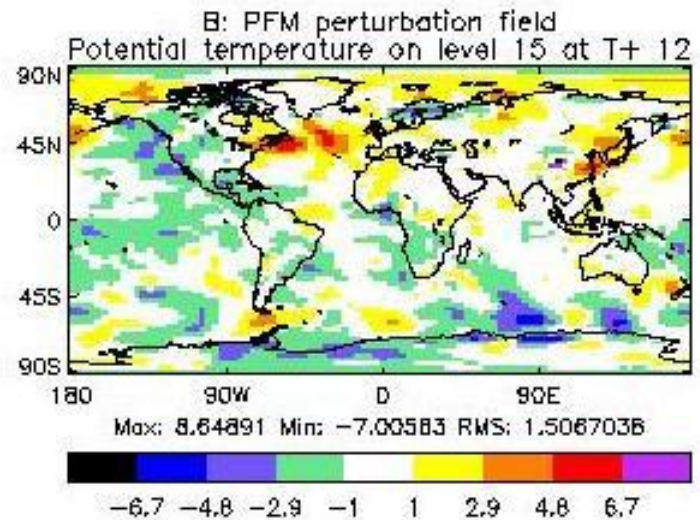 B: PFM perturbation field
Potential temperature on level 15 at T+ 12
90N
45N
0
45S
90S
180 90W 0 90E
Max: 8.64891 Min: -7.00583 RMS: 1.5067038
-6.7 -4.8 -2.9 -1 1 2.9 4.8 6.7